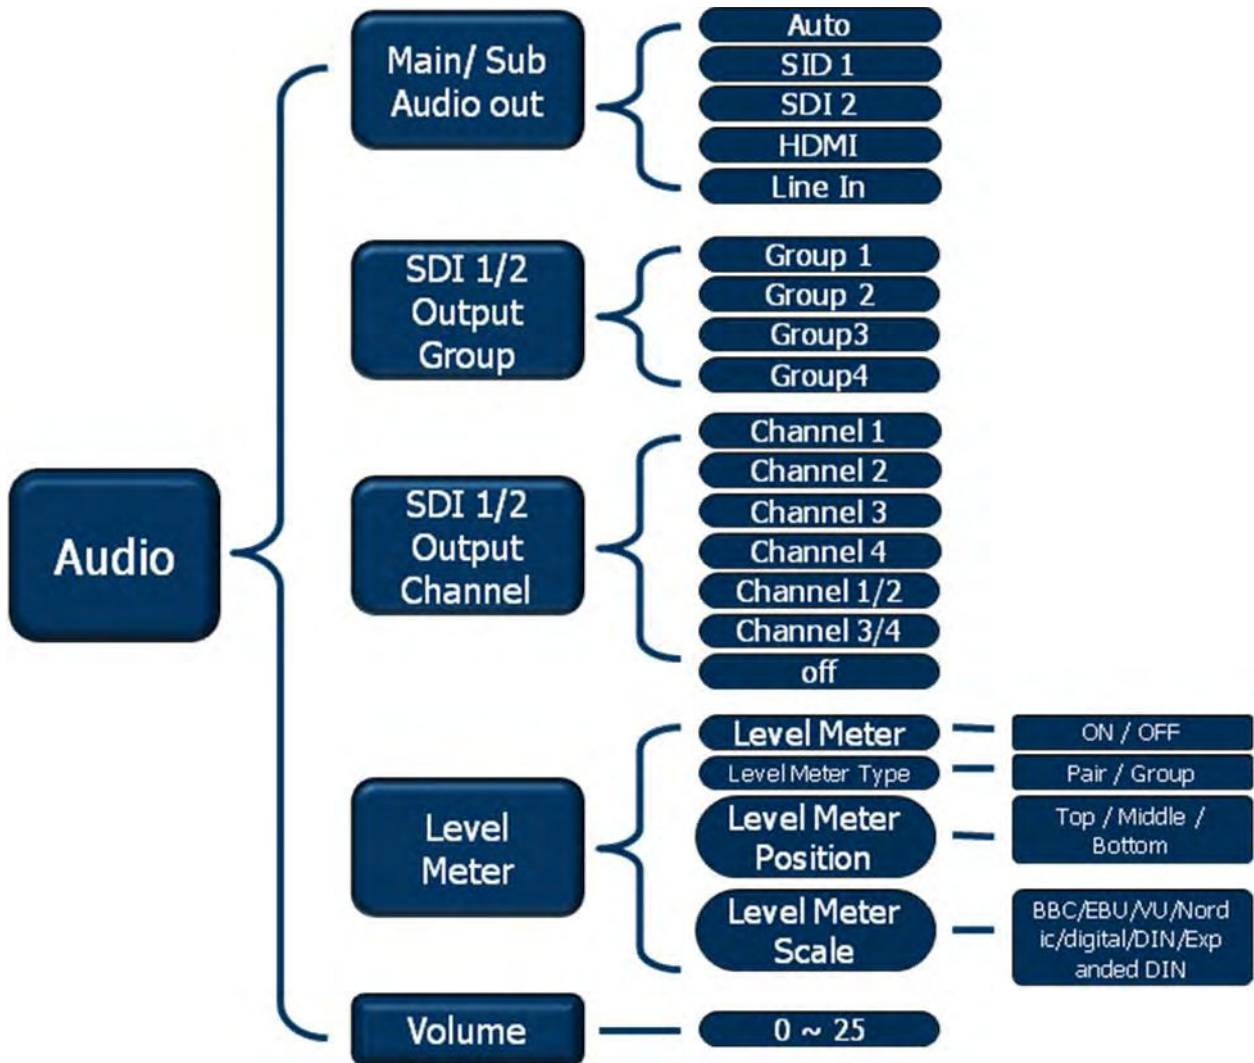 Audio
Main/ Sub
Audio out
Auto
SID 1
SDI 2
HDMI
Line In
SDI 1/2
Output
Group
Group 1
Group 2
Group3
Group4
SDI 1/2
Output
Channel
Channel 1
Channel 2
Channel 3
Channel 4
Channel 1/2
Channel 3/4
off
Level
Meter
Level Meter
ON / OFF
Level Meter Type
Pair / Group
Level Meter
Position
Top / Middle /
Bottom
Level Meter
Scale
BBC/EBU/VU/Nord
ic/digital/DIN/Exp
anded DIN
Volume
0 ~ 25